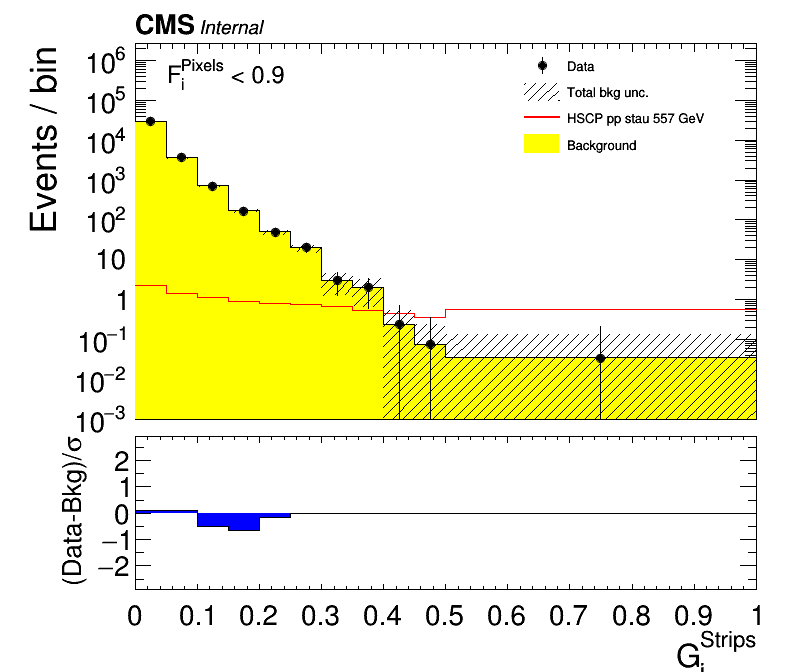 CMS Internal
F_i^Pixels < 0.9
Data
Total bkg unc.
HSCP pp stau 557 GeV
Background
Events / bin
10^6
10^5
10^4
10^3
10^2
10
1
10^−1
10^−2
10^−3
(Data-Bkg)/σ
2
1
0
−1
−2
0 0.1 0.2 0.3 0.4 0.5 0.6 0.7 0.8 0.9 1
G_i^Strips